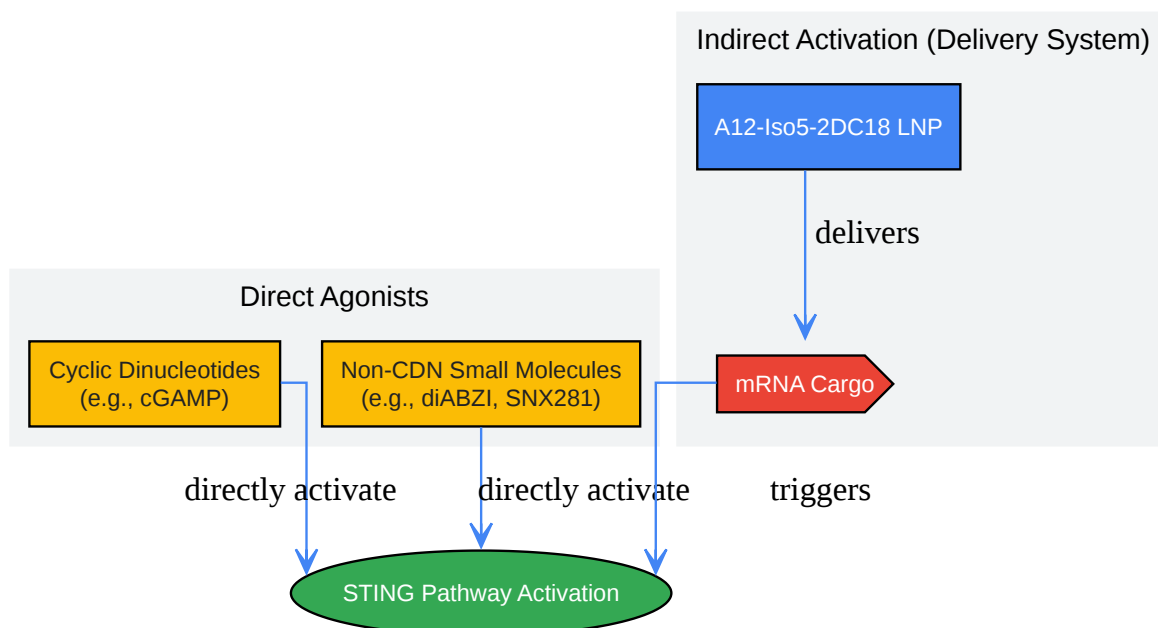 Indirect Activation (Delivery System)
A12-Iso5-2DC18 LNP
delivers
Direct Agonists
Cyclic Dinucleotides
(e.g., cGAMP)
Non-CDN Small Molecules
(e.g., diABZI, SNX281)
mRNA Cargo
directly activate
directly activate
triggers
STING Pathway Activation